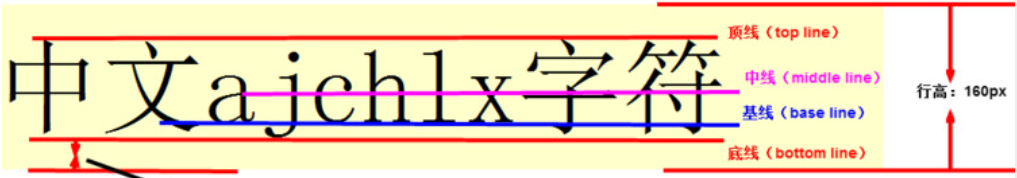 中文ajchlx字符
顶线（top line）
中线（middle line）
基线（base line）
底线（bottom line）
行高：160px